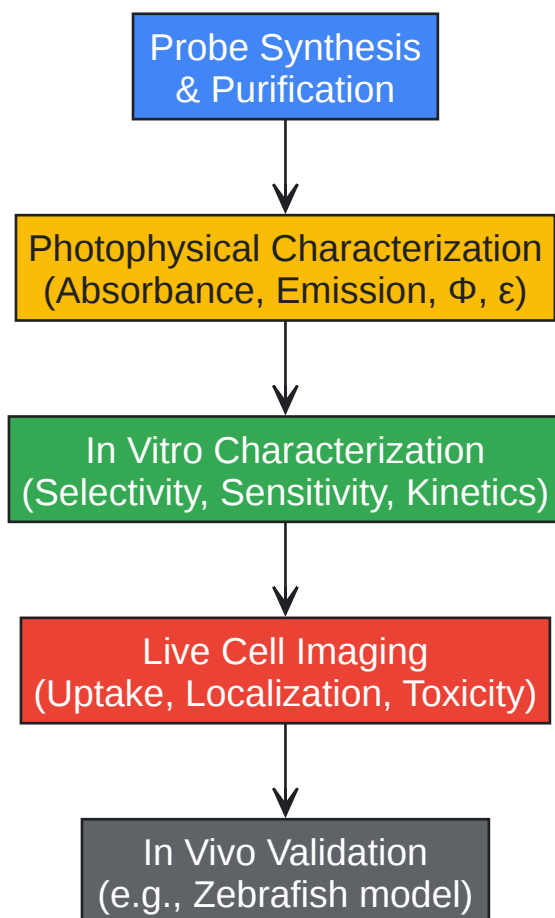 Probe Synthesis
& Purification
Photophysical Characterization
(Absorbance, Emission, Φ, ε)
In Vitro Characterization
(Selectivity, Sensitivity, Kinetics)
Live Cell Imaging
(Uptake, Localization, Toxicity)
In Vivo Validation
(e.g., Zebrafish model)